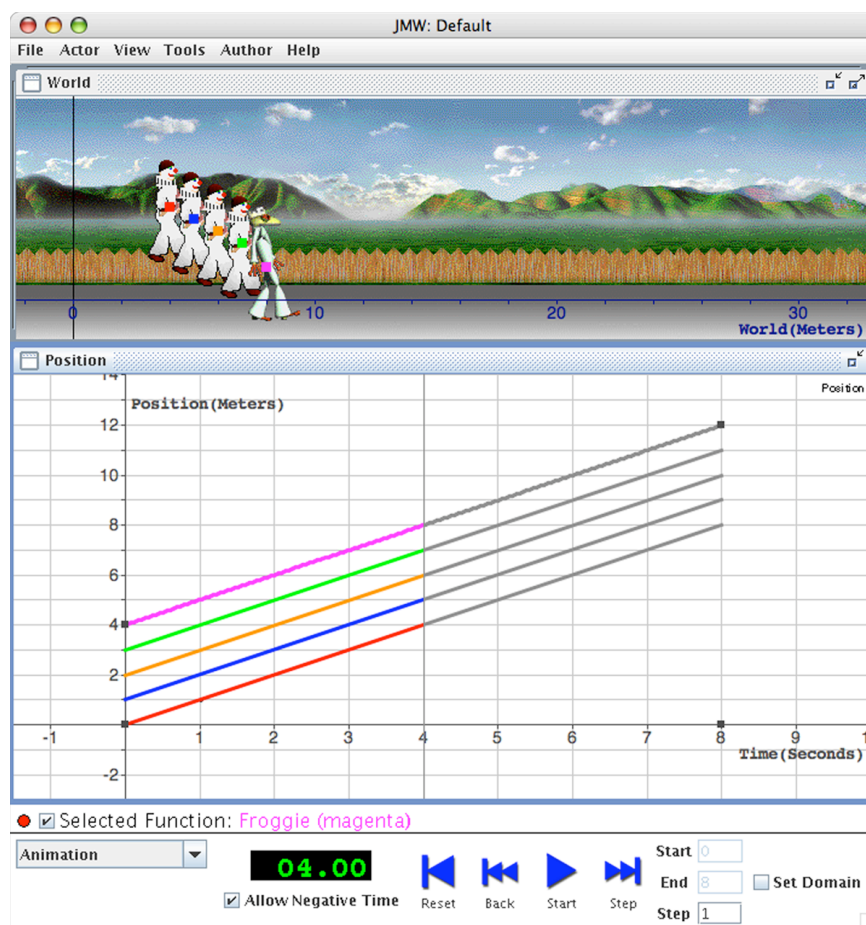 JMW: Default
File Actor View Tools Author Help
World
0 10 20 30
World(Meters)
Position
Position
14
Position(Meters)
12
10
8
6
4
2
-1 1 2 3 4 5 6 7 8 9
Time(Seconds)
-2
Selected Function: Froggie (magenta)
Animation
04.00
Allow Negative Time
Reset Back Start Step
Start 0
End 8
Set Domain
Step 1